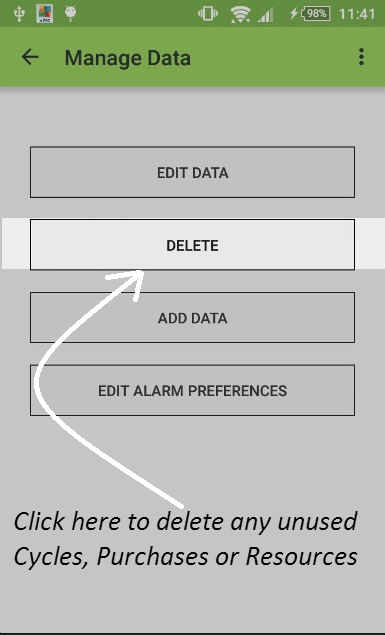 98% 11:41
Manage Data
EDIT DATA
DELETE
ADD DATA
EDIT ALARM PREFERENCES
Click here to delete any unused
Cycles, Purchases or Resources